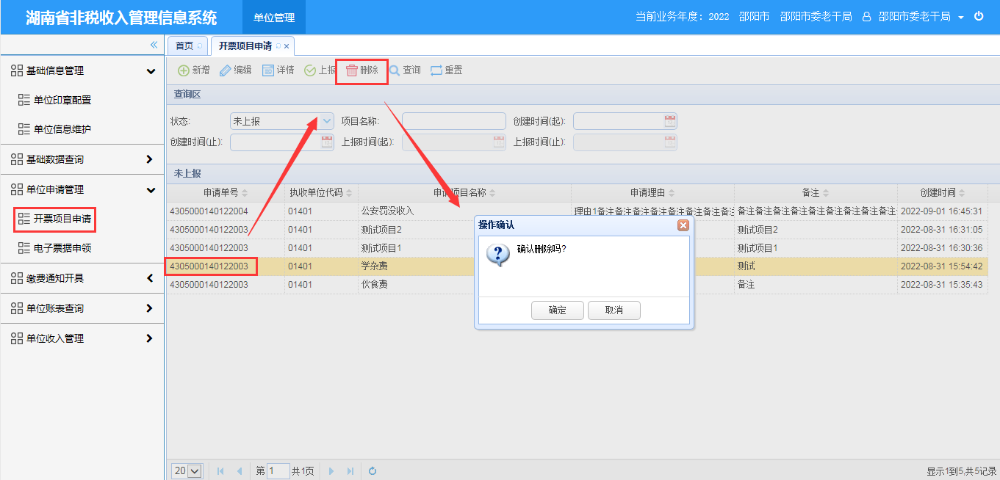 湖南省非税收入管理信息系统
单位管理
当前业务年度：2022 邵阳市 邵阳市委老干局 邵阳市委老干局
首页
开票项目申请
基础信息管理
单位印章配置
单位信息维护
基础数据查询
单位申请管理
开票项目申请
电子票据申领
缴费通知开具
单位账表查询
单位收入管理
新增 编辑 详情 上报 删除 查询 重置
查询区
状态: 未上报 项目名称: 创建时间(起):
创建时间(止): 上报时间(起): 上报时间(止):
未上报
申请单号 执收单位代码 申请项目名称 申请理由 备注 创建时间
4305000140122004 01401 公安罚没收入 理由1备注备注备注备注备注备注备注备注 备注备注备注备注备注备注备注备注备注 2022-09-01 16:45:31
4305000140122003 01401 测试项目2 测试项目2 2022-08-31 16:31:05
4305000140122003 01401 测试项目1 测试项目1 2022-08-31 16:30:36
4305000140122003 01401 学杂费 测试 2022-08-31 15:54:42
4305000140122003 01401 伙食费 备注 2022-08-31 15:35:43
操作确认
确认删除吗?
确定 取消
20 第 1 共1页
显示1到5,共5记录